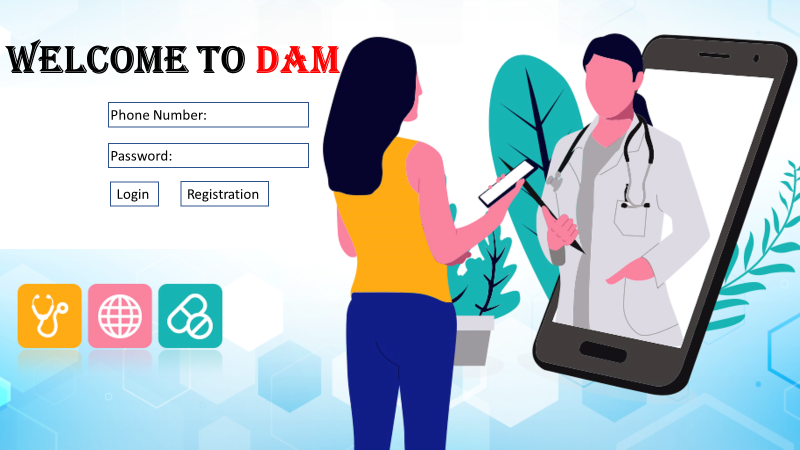 WELCOME TO DAM
Phone Number:
Password:
Login Registration